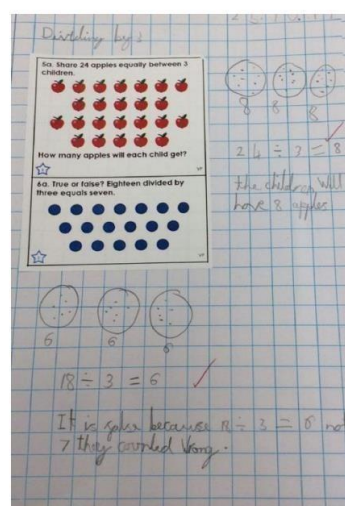 Dividing by 3
5a. Share 24 apples equally between 3
children.
How many apples will each child get?
8 8 8
24 ÷ 3 = 8
the children will
have 8 apples
6a. True or false? Eighteen divided by
three equals seven.
6 6 6
18 ÷ 3 = 6
It is because ÷ 3 = 6 not
7 they counted wrong.